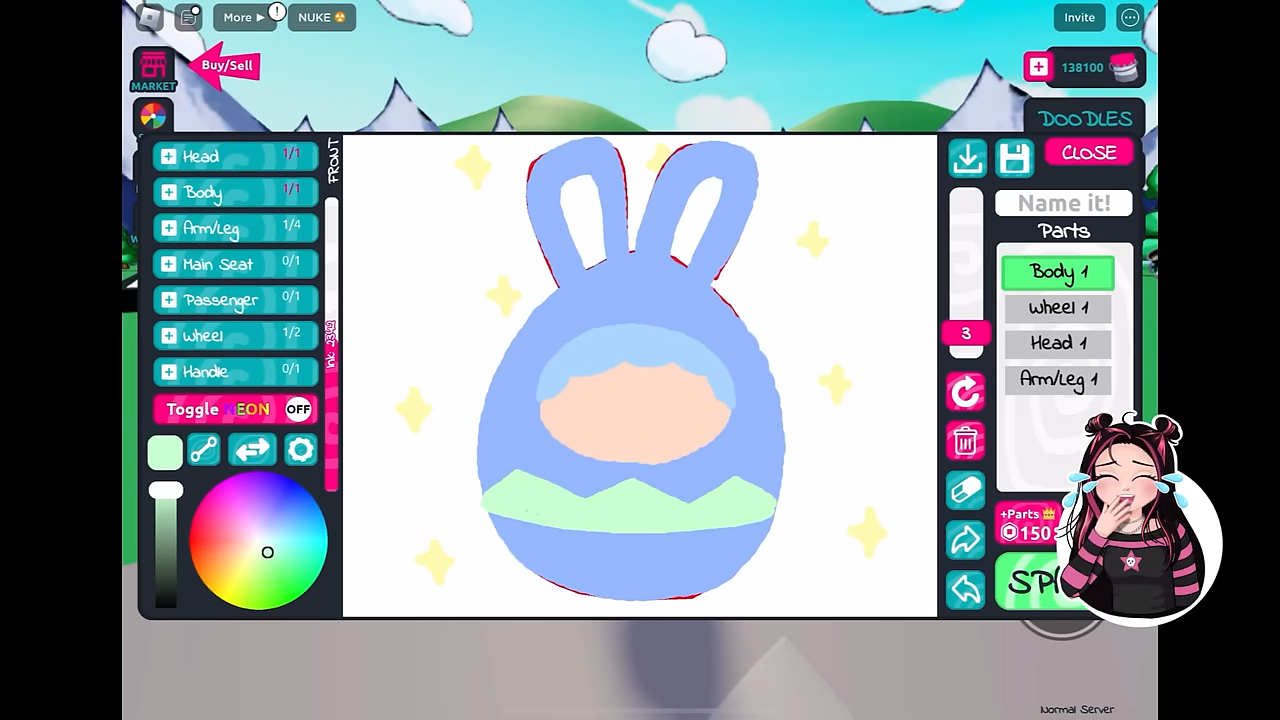 More ▶
!
NUKE ☢️
Invite
Buy/Sell
MARKET
138100
DOODLES
Head 1/1
Body 1/1
Arm/Leg 1/4
Main Seat 0/1
Passenger 0/1
Wheel 1/2
Handle 0/1
Toggle NEON OFF
FRONT
CLOSE
Name it!
Parts
Body 1
Wheel 1
Head 1
Arm/Leg 1
3
+Parts
150
Normal Server